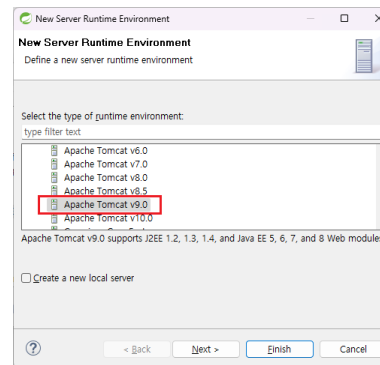 New Server Runtime Environment
New Server Runtime Environment
Define a new server runtime environment
Select the type of runtime environment:
type filter text
Apache Tomcat v6.0
Apache Tomcat v7.0
Apache Tomcat v8.0
Apache Tomcat v8.5
Apache Tomcat v9.0
Apache Tomcat v10.0
Apache Tomcat v9.0 supports J2EE 1.2, 1.3, 1.4, and Java EE 5, 6, 7, and 8 Web module
Create a new local server
< Back
Next >
Finish
Cancel